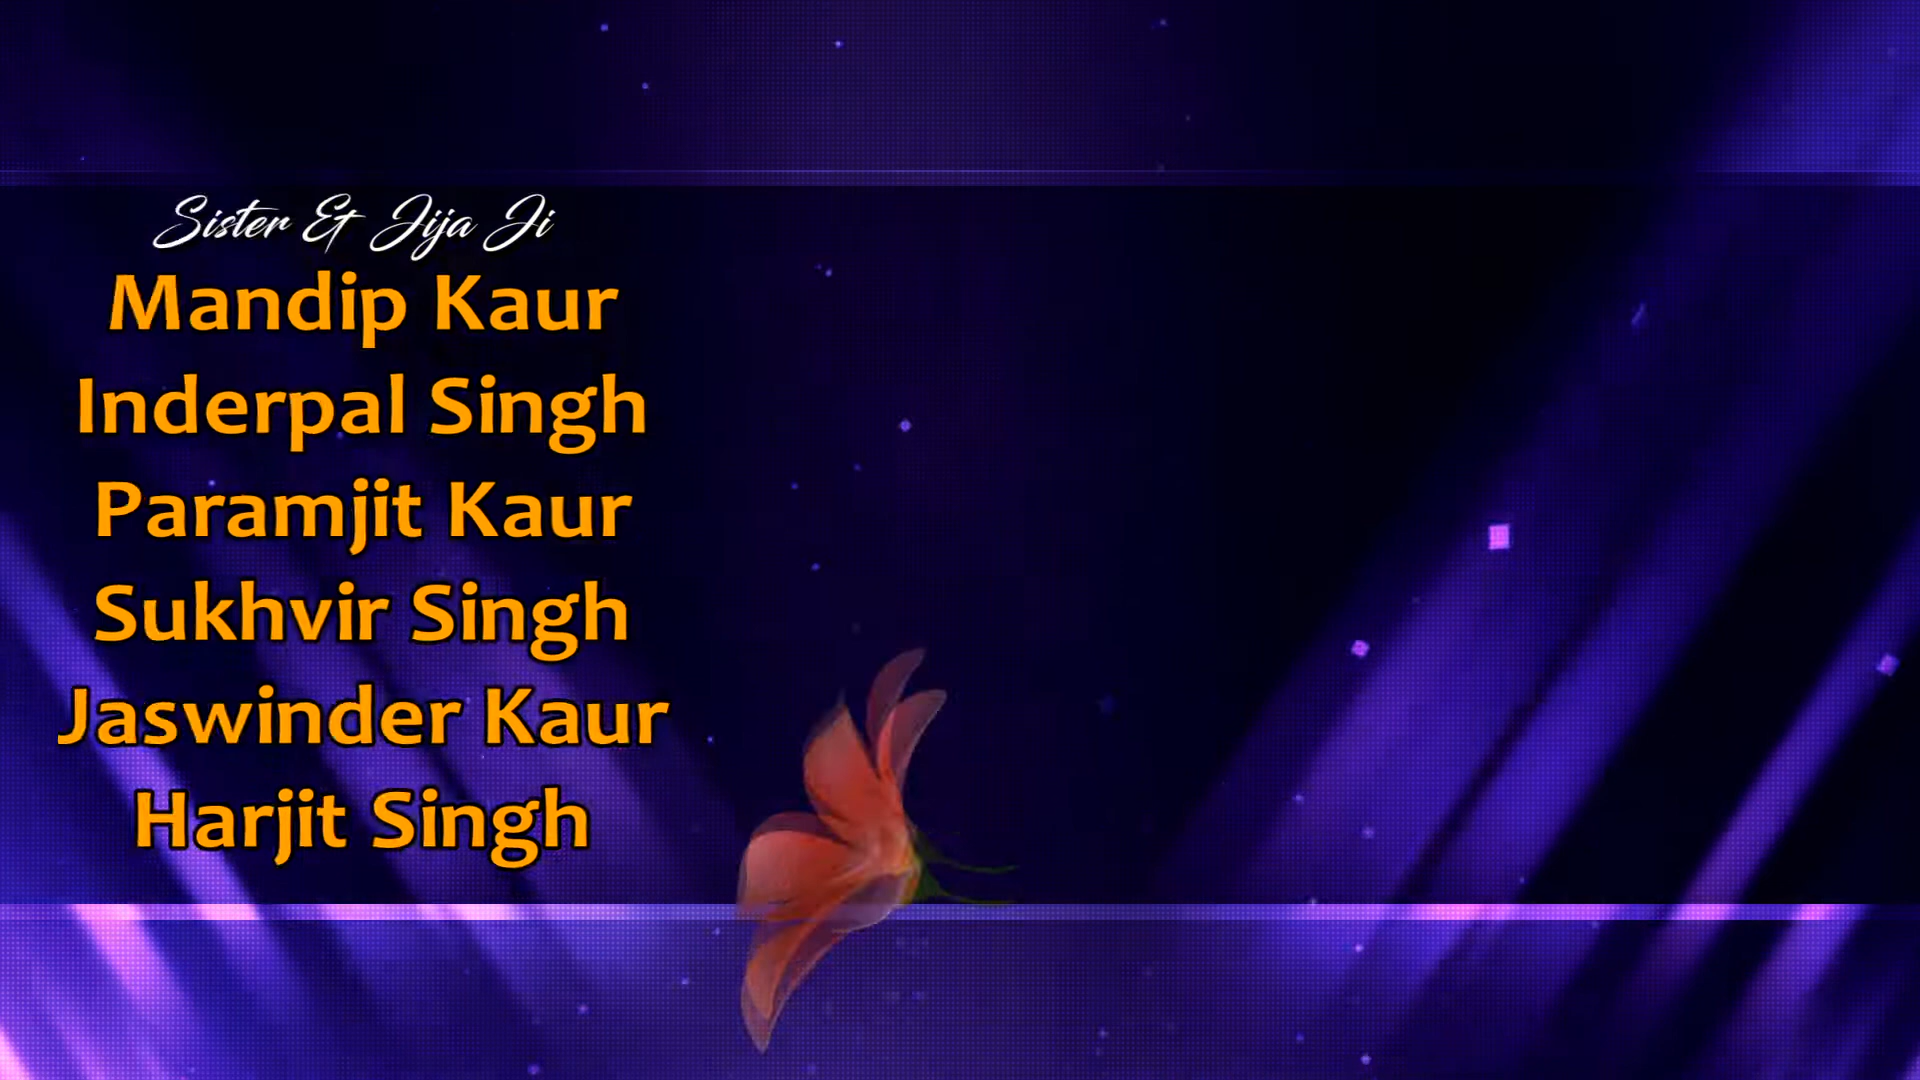 Sister & Jija Ji
Mandip Kaur
Inderpal Singh
Paramjit Kaur
Sukhvir Singh
Jaswinder Kaur
Harjit Singh